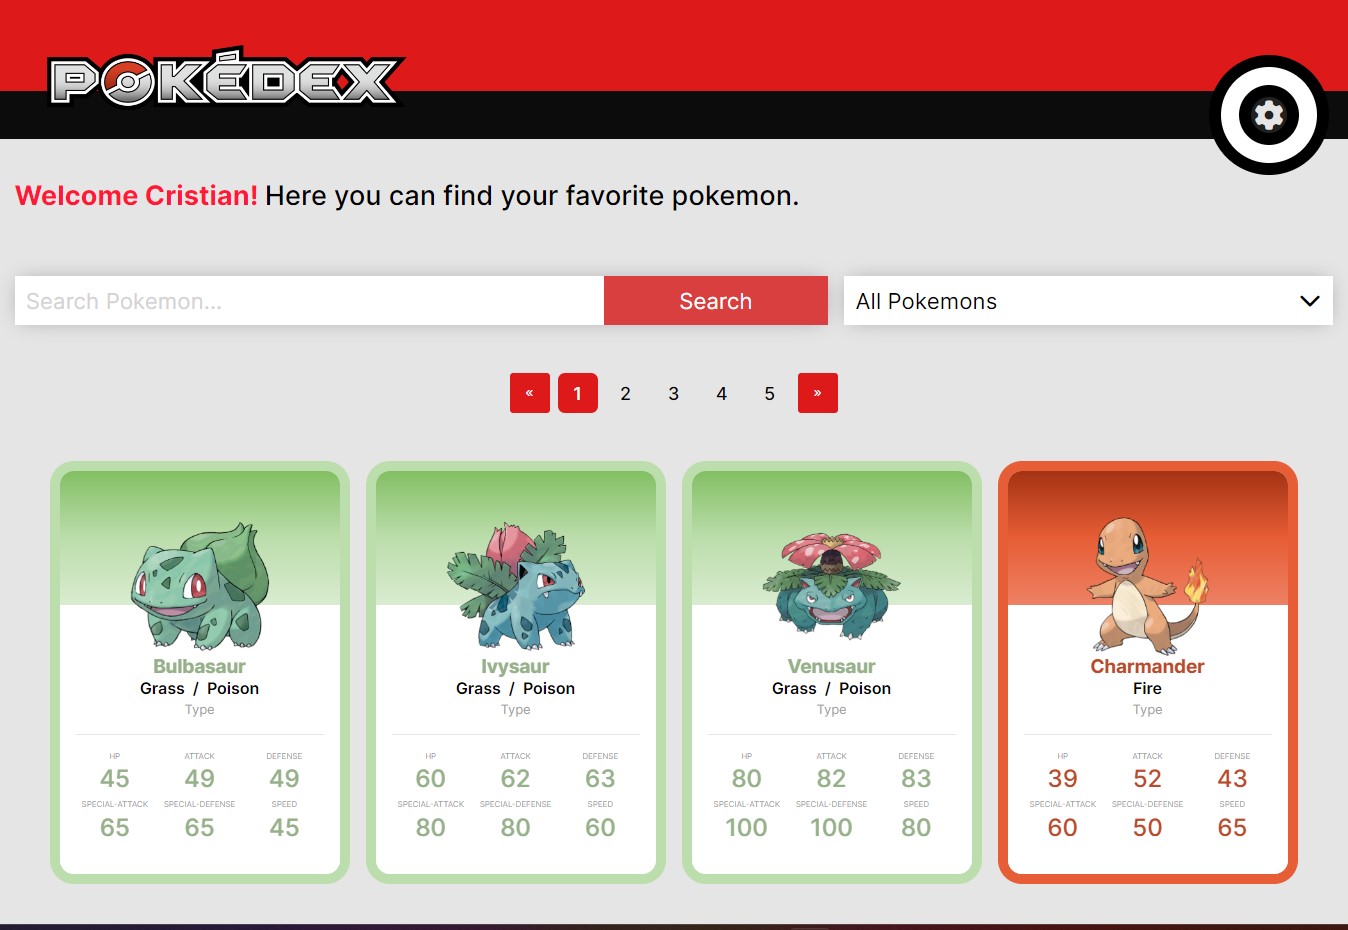 POKÉDEX
Welcome Cristian! Here you can find your favorite pokemon.
Search Pokemon...
Search
All Pokemons
« 1 2 3 4 5 »
Bulbasaur
Grass / Poison
Type
HP ATTACK DEFENSE
45 49 49
SPECIAL-ATTACK SPECIAL-DEFENSE SPEED
65 65 45
Ivysaur
Grass / Poison
Type
HP ATTACK DEFENSE
60 62 63
SPECIAL-ATTACK SPECIAL-DEFENSE SPEED
80 80 60
Venusaur
Grass / Poison
Type
HP ATTACK DEFENSE
80 82 83
SPECIAL-ATTACK SPECIAL-DEFENSE SPEED
100 100 80
Charmander
Fire
Type
HP ATTACK DEFENSE
39 52 43
SPECIAL-ATTACK SPECIAL-DEFENSE SPEED
60 50 65